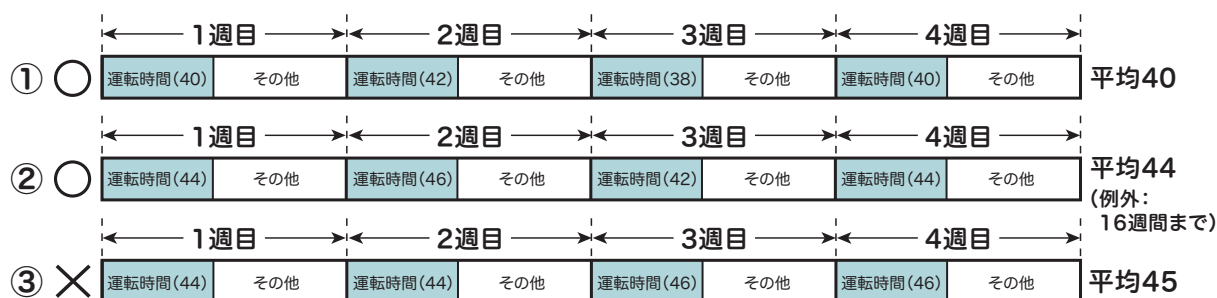 1週目 2週目 3週目 4週目
① ○ 運転時間(40) その他 運転時間(42) その他 運転時間(38) その他 運転時間(40) その他 平均40
1週目 2週目 3週目 4週目
② ○ 運転時間(44) その他 運転時間(46) その他 運転時間(42) その他 運転時間(44) その他 平均44
(例外:
16週間まで)
1週目 2週目 3週目 4週目
③ × 運転時間(44) その他 運転時間(44) その他 運転時間(46) その他 運転時間(46) その他 平均45